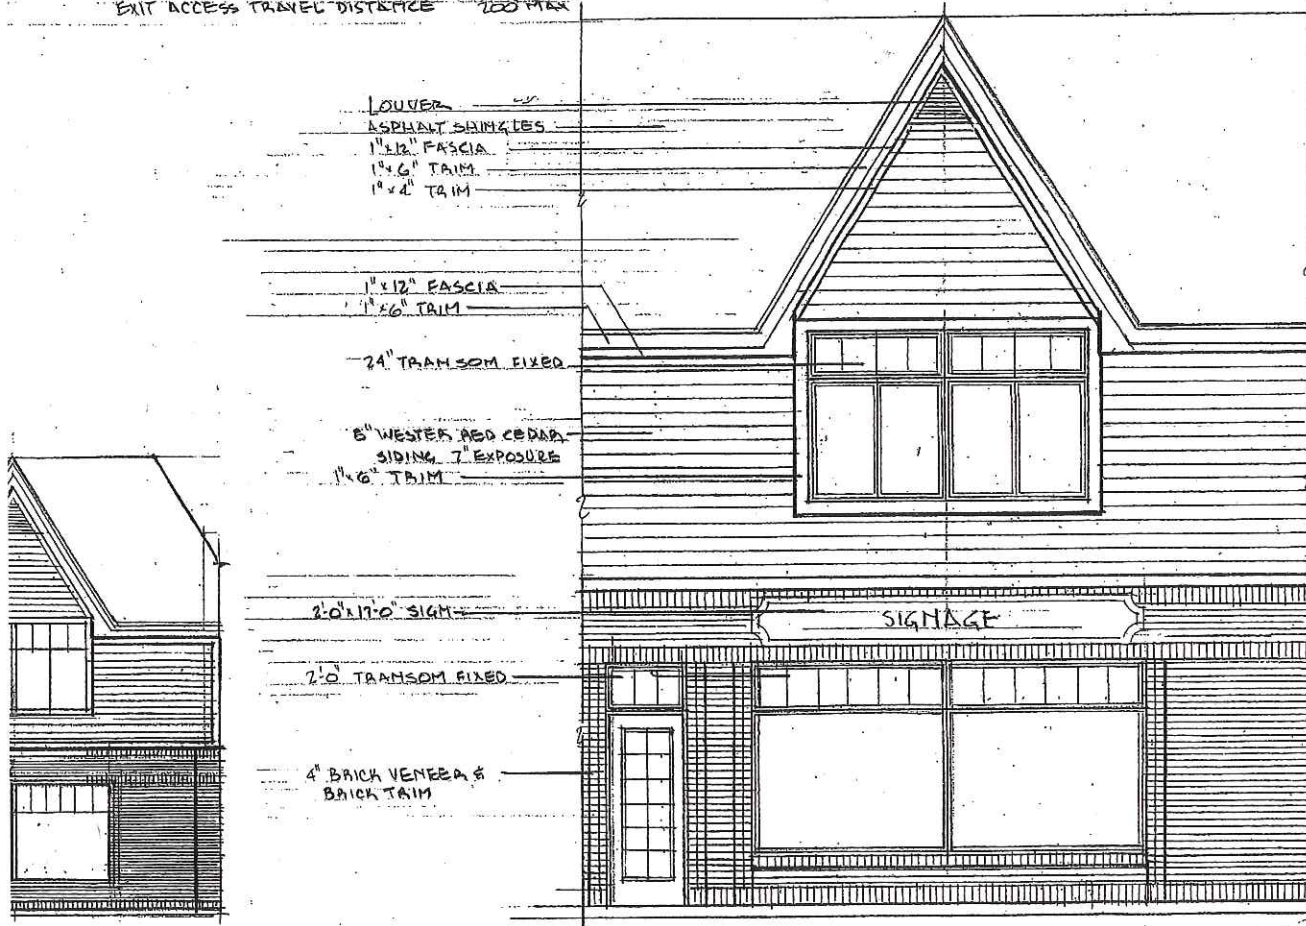 EXIT ACCESS TRAVEL DISTANCE 200 MAX
LOUVER
ASPHALT SHINGLES
1"x12" FASCIA
1"x6" TRIM
1"x4" TRIM
1"x12" FASCIA
1"x6" TRIM
24" TRANSOM FIXED
8" WESTER RED CEDAR
SIDING 7" EXPOSURE
1"x6" TRIM
2'-0"x17'-0" SIGN
SIGNAGE
2'-0" TRANSOM FIXED
4" BRICK VENEER &
BRICK TRIM